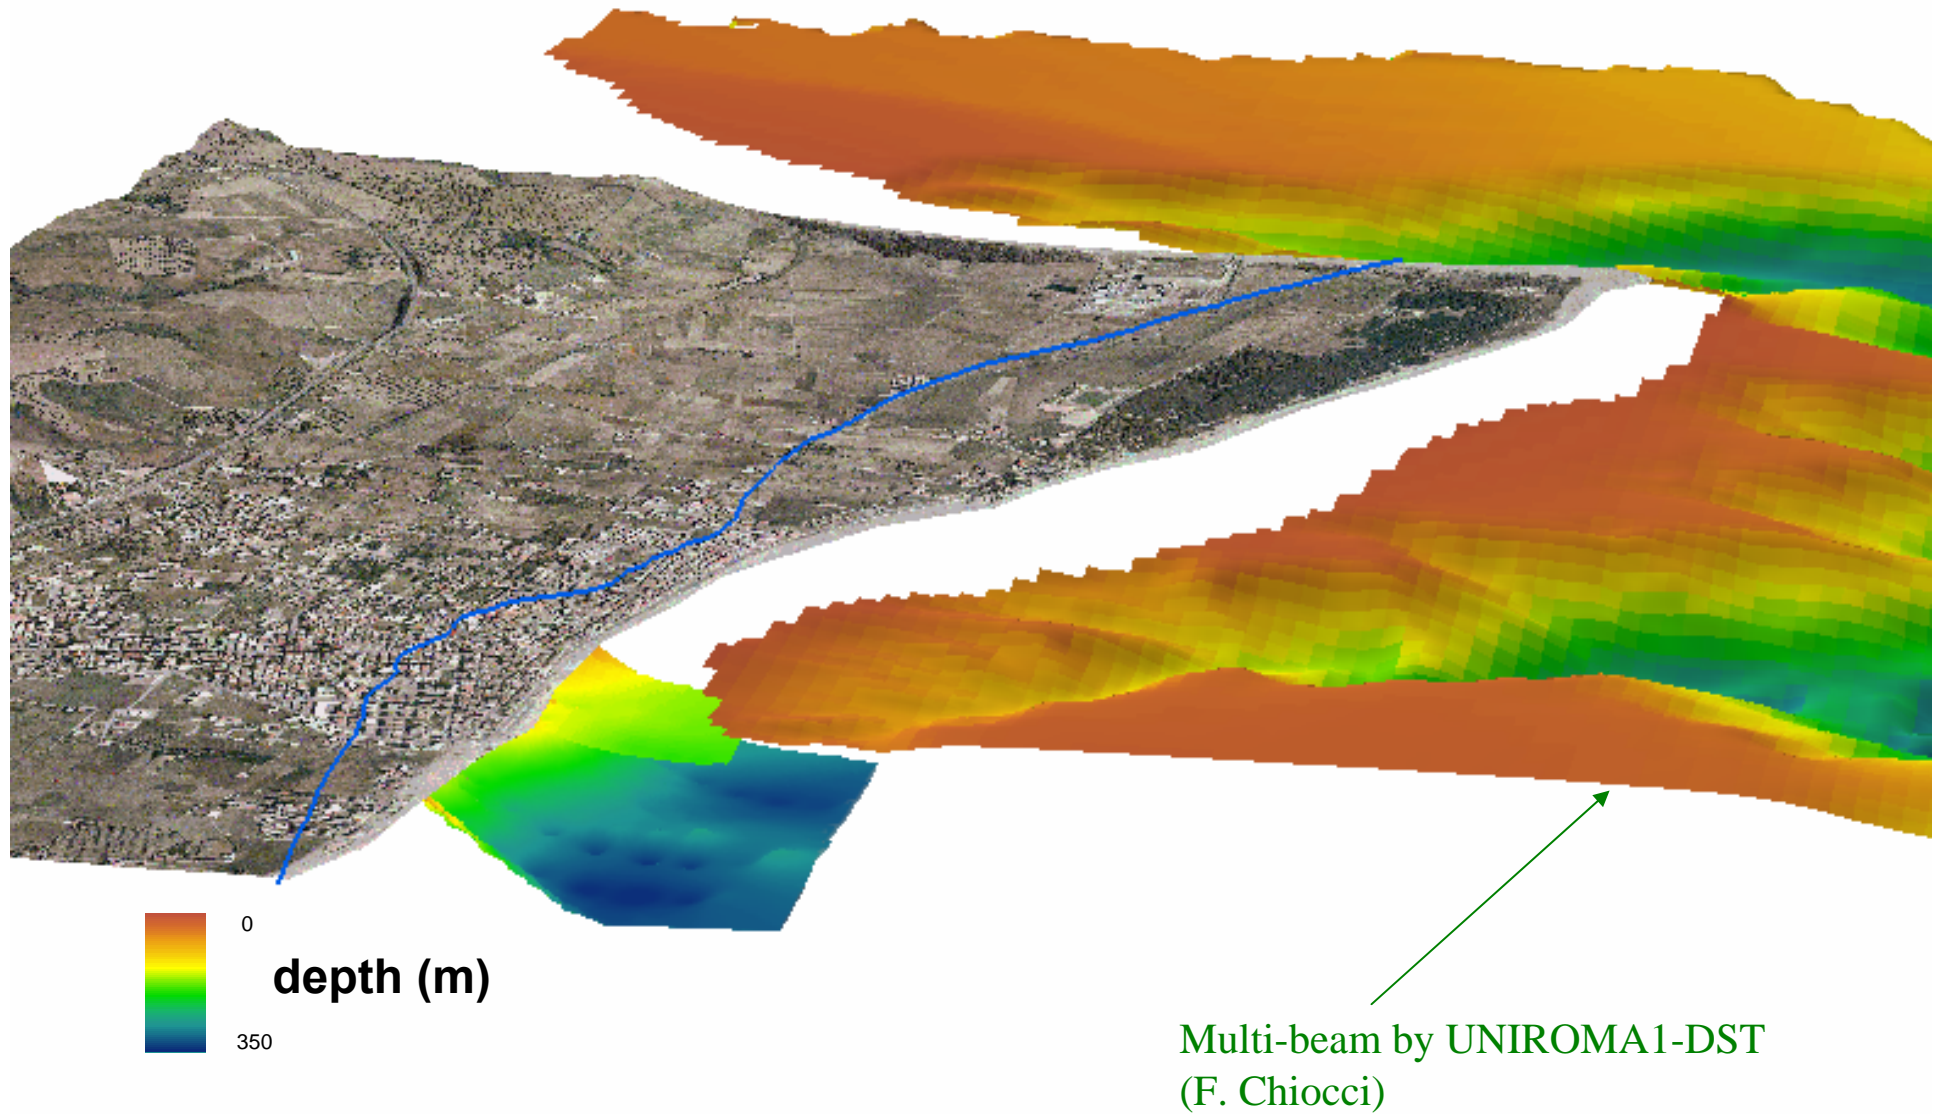 0
depth (m)
350
Multi-beam by UNIROMA1-DST
(F. Chiocci)